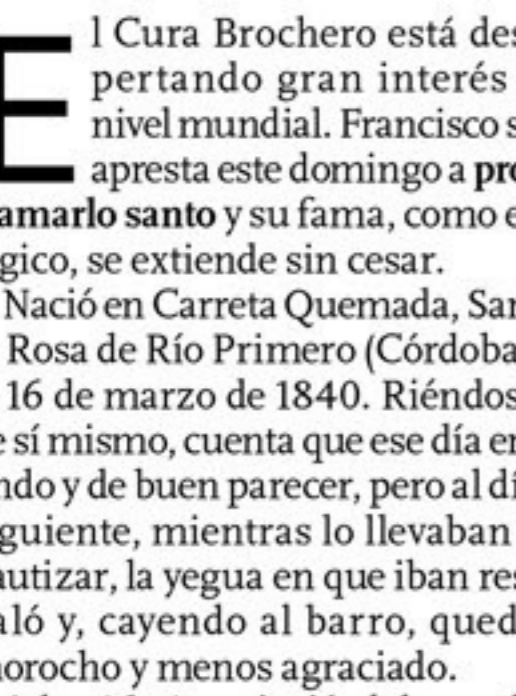 El Cura Brochero está des
pertando gran interés
nivel mundial. Francisco s
apresta este domingo a pro
amarlo santo y su fama, como e
gico, se extiende sin cesar.
Nació en Carreta Quemada, San
Rosa de Río Primero (Córdoba
16 de marzo de 1840. Riéndos
e sí mismo, cuenta que ese día er
ndo y de buen parecer, pero al dí
guiente, mientras lo llevaban
autizar, la yegua en que iban res
aló y, cayendo al barro, qued
morocho y menos agraciado.